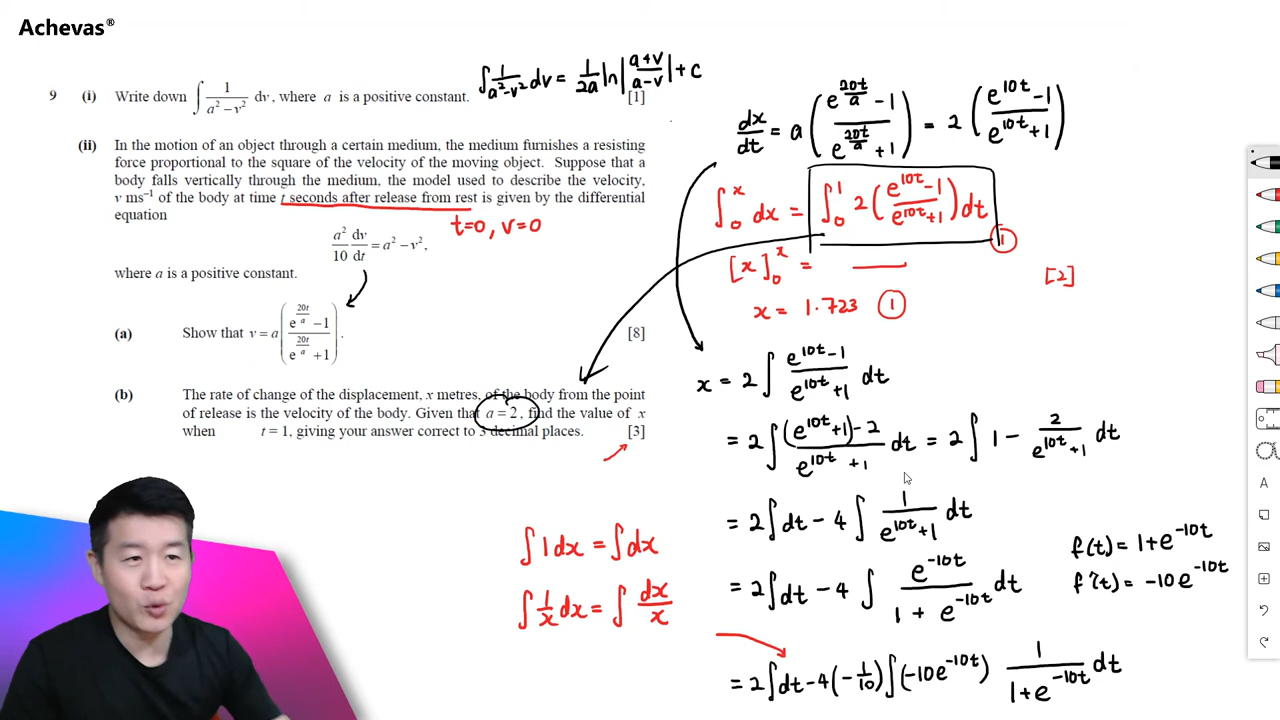 Achevas®
∫ 1/(a²−v²) dv = 1/(2a) ln|(a+v)/(a−v)| + c
9 (i) Write down ∫ 1/(a²−v²) dv, where a is a positive constant. [1]
(ii) In the motion of an object through a certain medium, the medium furnishes a resisting
force proportional to the square of the velocity of the moving object. Suppose that a
body falls vertically through the medium, the model used to describe the velocity,
v ms⁻¹ of the body at time t seconds after release from rest is given by the differential
equation
t=0, v=0
a²/10 dv/dt = a² − v²,
where a is a positive constant.
(a) Show that v = a((e^(20t/a) − 1)/(e^(20t/a) + 1)). [8]
(b) The rate of change of the displacement, x metres, of the body from the point
of release is the velocity of the body. Given that a = 2, find the value of x
when t = 1, giving your answer correct to 3 decimal places. [3]
∫1dx = ∫dx
∫ 1/x dx = ∫ dx/x
dx/dt = a((e^(20t/a) − 1)/(e^(20t/a) + 1)) = 2((e^(10t) − 1)/(e^(10t) + 1))
∫₀ˣ dx = ∫₀¹ 2((e^(10t) − 1)/(e^(10t) + 1)) dt
①
[x]₀ˣ =
[2]
x = 1.723 ①
x = 2∫ (e^(10t) − 1)/(e^(10t) + 1) dt
= 2∫ ((e^(10t) + 1) − 2)/(e^(10t) + 1) dt = 2∫ 1 − 2/(e^(10t) + 1) dt
= 2∫dt − 4∫ 1/(e^(10t) + 1) dt
= 2∫dt − 4∫ e^(−10t)/(1 + e^(−10t)) dt
f(t) = 1 + e^(−10t)
f'(t) = −10e^(−10t)
= 2∫dt − 4(−1/10)∫(−10e^(−10t)) 1/(1 + e^(−10t)) dt
A